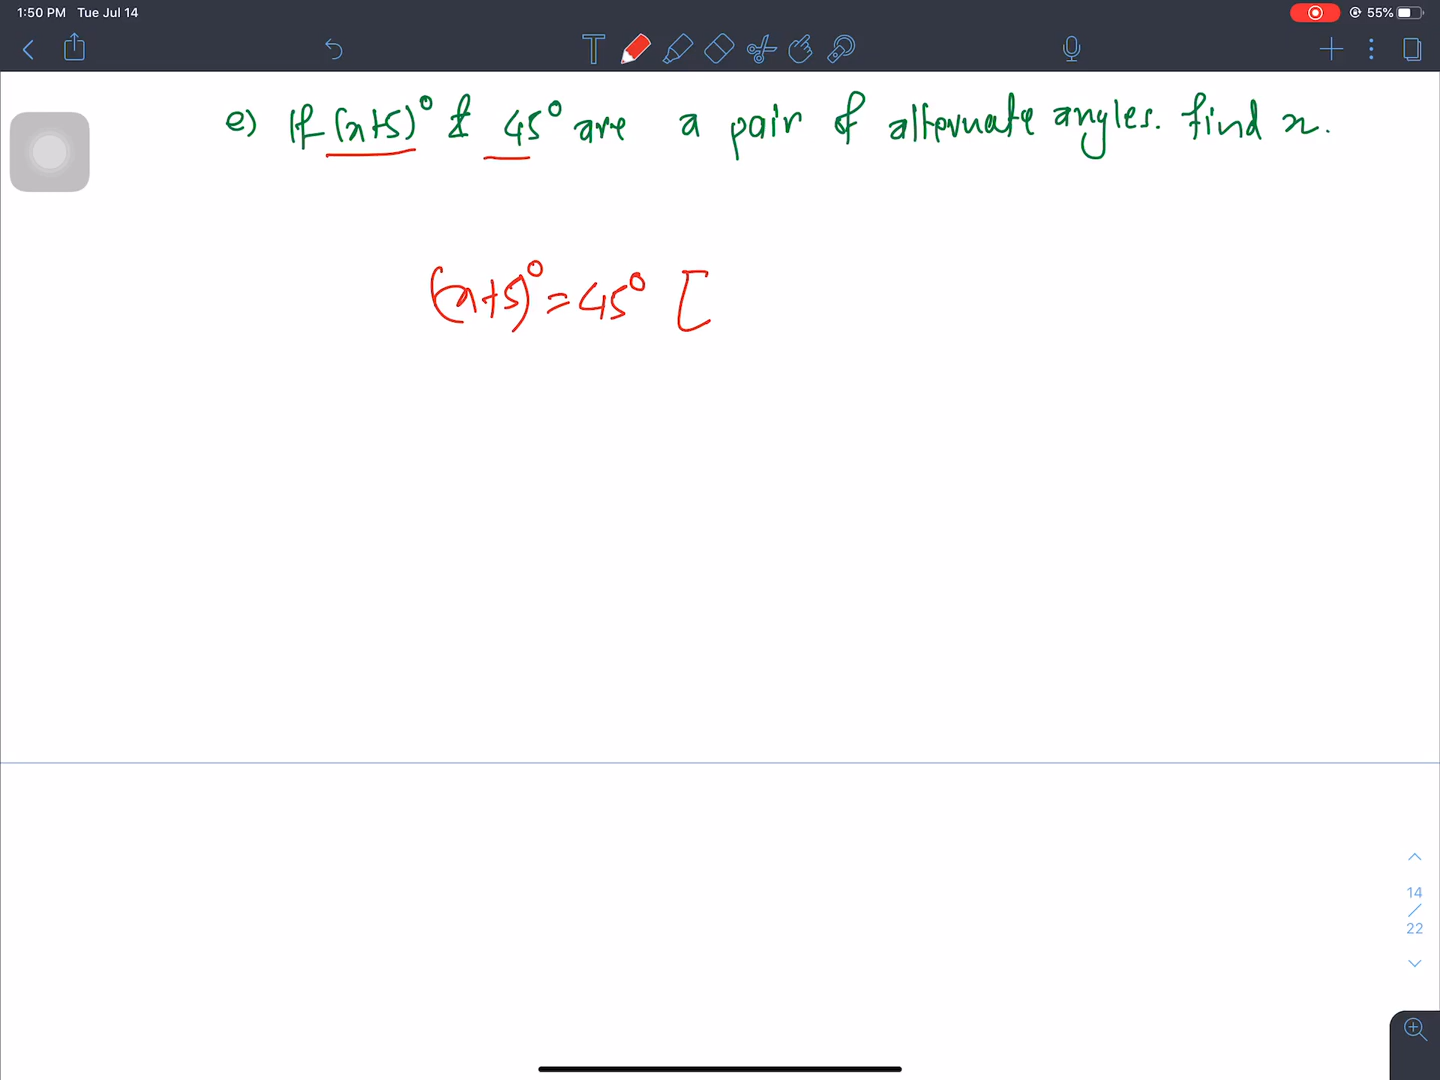 1:50 PM Tue Jul 14
55%
T
e) If (x+5)° & 45° are a pair of alternate angles. find x.
(x+5)° = 45° [
14
/
22